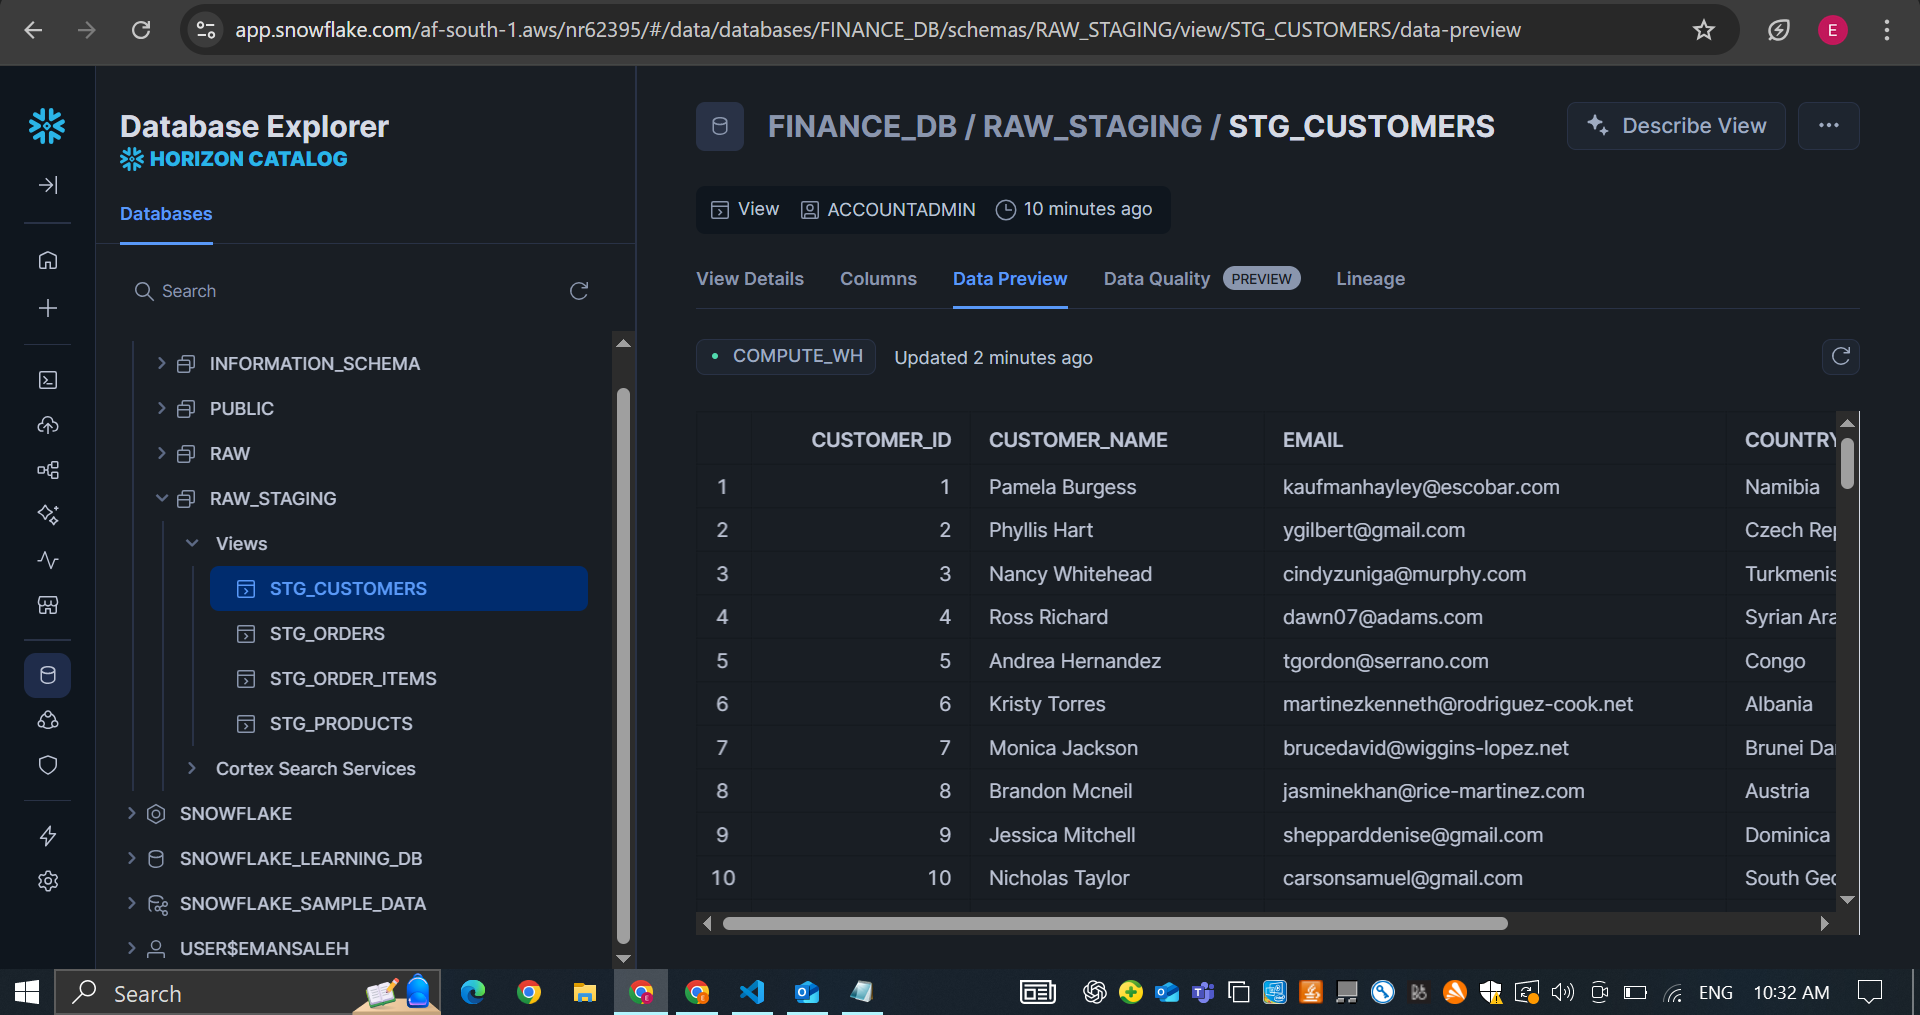 app.snowflake.com/af-south-1.aws/nr62395/#/data/databases/FINANCE_DB/schemas/RAW_STAGING/view/STG_CUSTOMERS/data-preview
E
Database Explorer
HORIZON CATALOG
Databases
Search
INFORMATION_SCHEMA
PUBLIC
RAW
RAW_STAGING
Views
STG_CUSTOMERS
STG_ORDERS
STG_ORDER_ITEMS
STG_PRODUCTS
Cortex Search Services
SNOWFLAKE
SNOWFLAKE_LEARNING_DB
SNOWFLAKE_SAMPLE_DATA
USER$EMANSALEH
FINANCE_DB / RAW_STAGING / STG_CUSTOMERS
Describe View
View ACCOUNTADMIN 10 minutes ago
View Details Columns Data Preview Data Quality PREVIEW Lineage
COMPUTE_WH Updated 2 minutes ago
CUSTOMER_ID CUSTOMER_NAME EMAIL COUNTRY
1 1 Pamela Burgess kaufmanhayley@escobar.com Namibia
2 2 Phyllis Hart ygilbert@gmail.com Czech Rep
3 3 Nancy Whitehead cindyzuniga@murphy.com Turkmenis
4 4 Ross Richard dawn07@adams.com Syrian Ara
5 5 Andrea Hernandez tgordon@serrano.com Congo
6 6 Kristy Torres martinezkenneth@rodriguez-cook.net Albania
7 7 Monica Jackson brucedavid@wiggins-lopez.net Brunei Da
8 8 Brandon Mcneil jasminekhan@rice-martinez.com Austria
9 9 Jessica Mitchell shepparddenise@gmail.com Dominica
10 10 Nicholas Taylor carsonsamuel@gmail.com South Geo
Search
ENG 10:32 AM